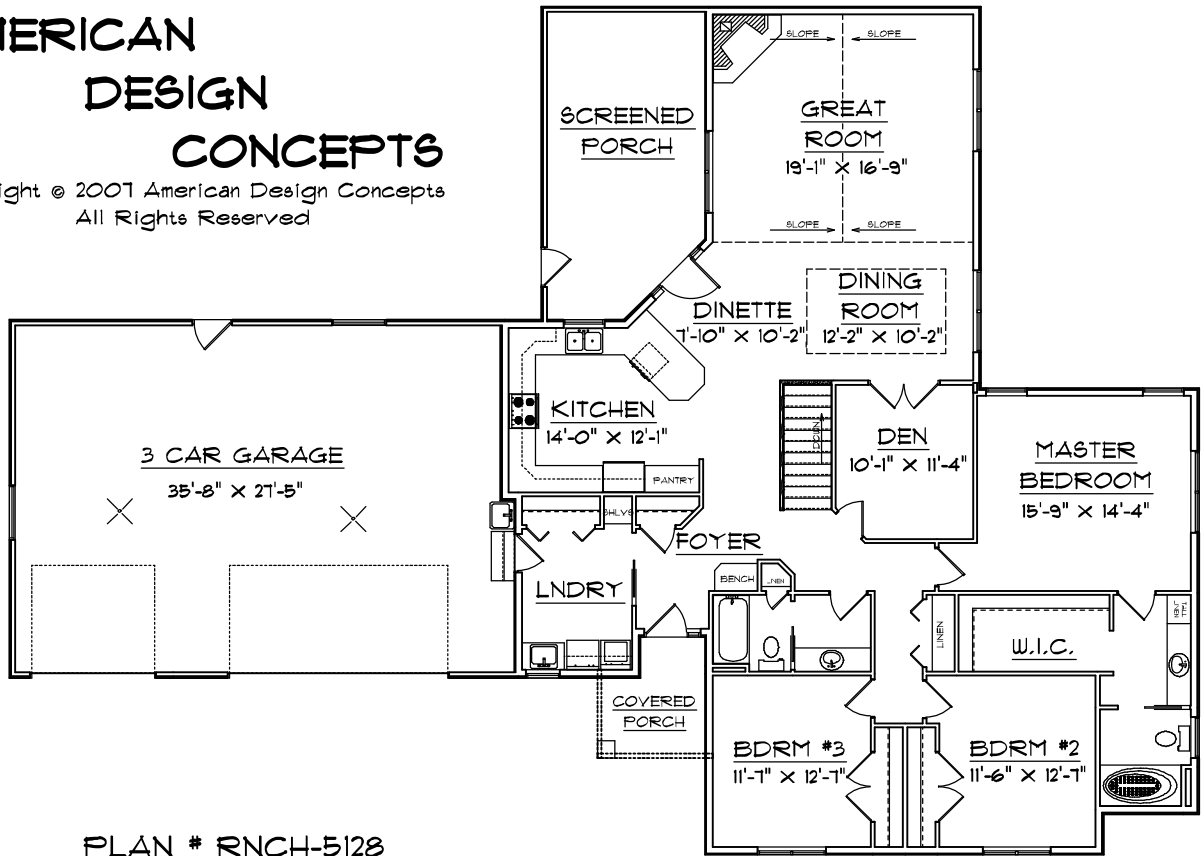 DESIGN
CONCEPTS
© 2007 American Design Concepts
All Rights Reserved
SLOPE SLOPE
GREAT
ROOM
19'-1" X 16'-9"
SLOPE SLOPE
SCREENED
PORCH
DINING
ROOM
12'-2" X 10'-2"
DINETTE
7'-10" X 10'-2"
KITCHEN
14'-0" X 12'-1"
PANTRY
DOWN
DEN
10'-1" X 11'-4"
MASTER
BEDROOM
15'-9" X 14'-4"
3 CAR GARAGE
35'-8" X 27'-5"
SHLVS
FOYER
BENCH
LINEN
LNDRY
LINEN
W.I.C.
TALL
LINEN
COVERED
PORCH
BDRM #3
11'-7" X 12'-7"
BDRM #2
11'-6" X 12'-7"
PLAN # RNCH-5128